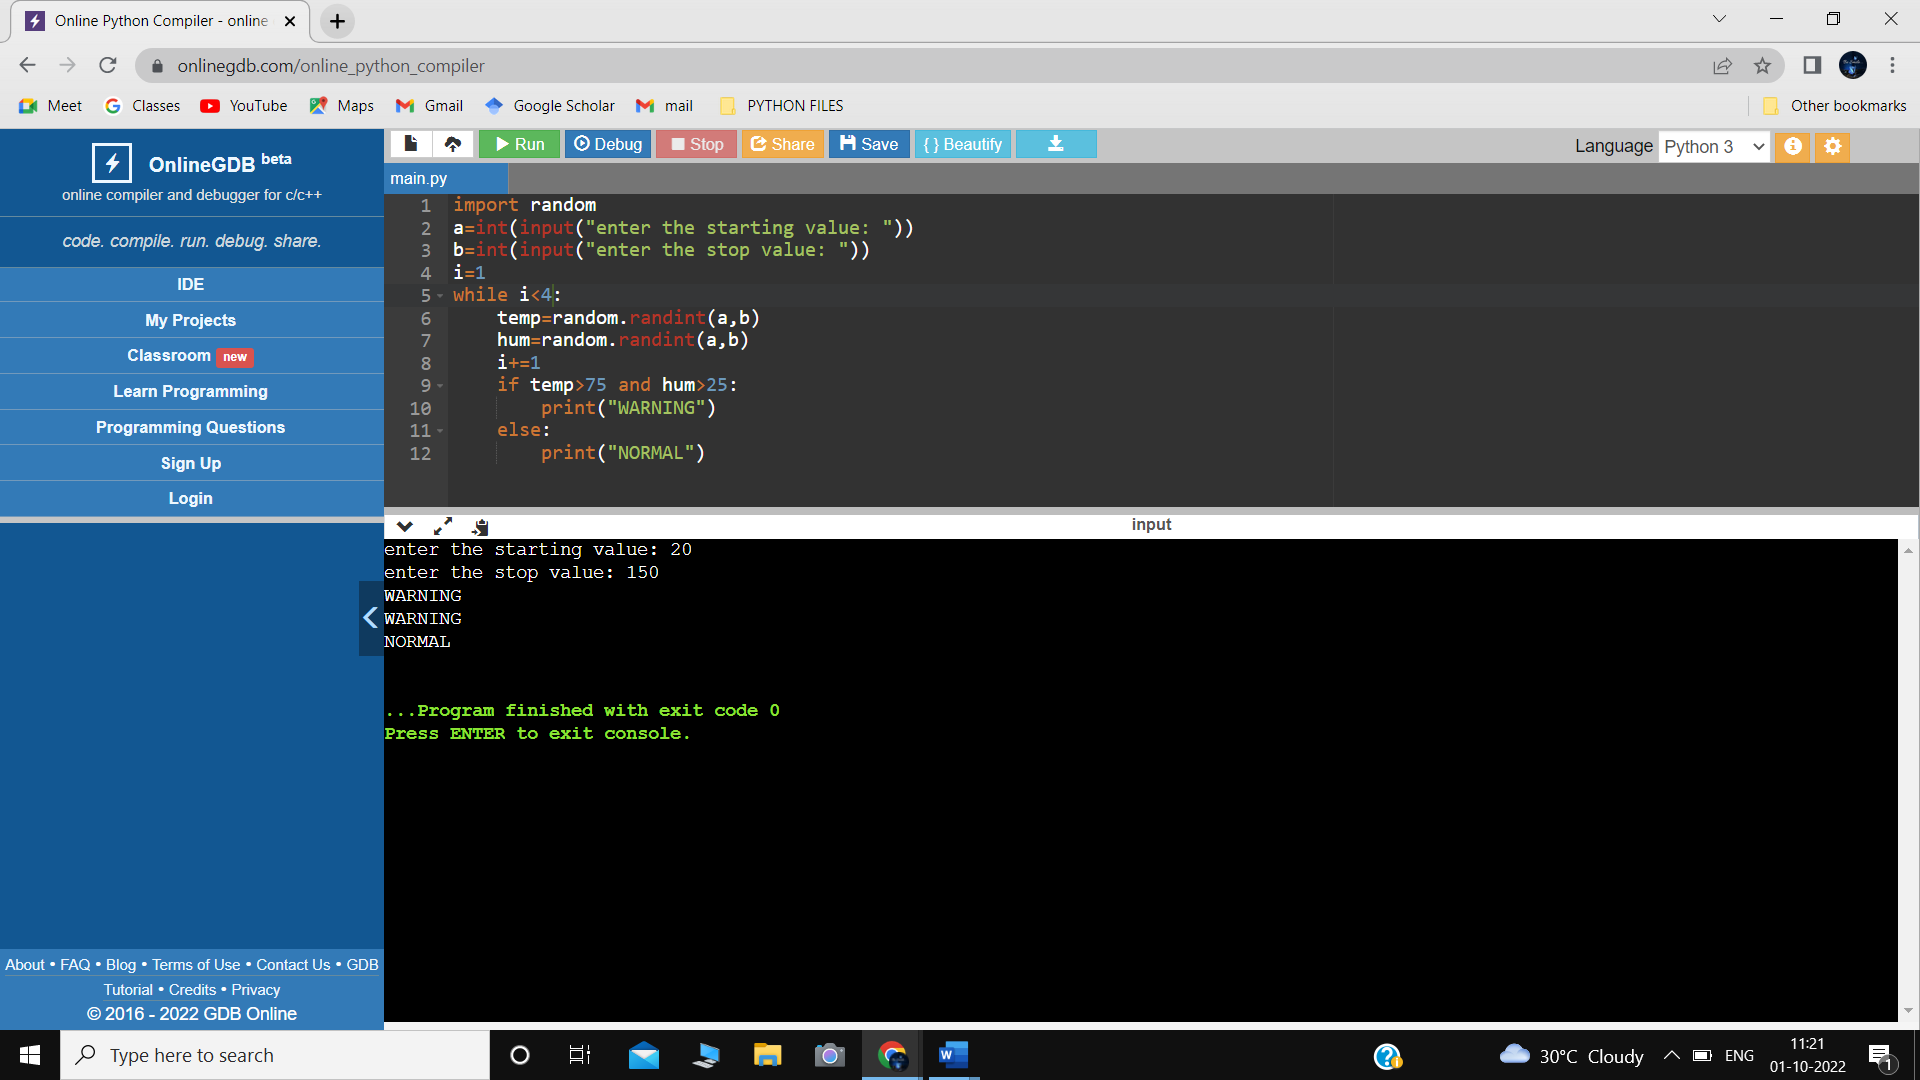 Online Python Compiler - online
onlinegdb.com/online_python_compiler
Meet Classes YouTube Maps Gmail Google Scholar mail PYTHON FILES Other bookmarks
OnlineGDB beta
online compiler and debugger for c/c++
code. compile. run. debug. share.
IDE
My Projects
Classroom new
Learn Programming
Programming Questions
Sign Up
Login
About • FAQ • Blog • Terms of Use • Contact Us • GDB
Tutorial • Credits • Privacy
© 2016 - 2022 GDB Online
Run Debug Stop Share Save { } Beautify
Language Python 3
main.py
1 import random
2 a=int(input("enter the starting value: "))
3 b=int(input("enter the stop value: "))
4 i=1
5 while i<4:
6 temp=random.randint(a,b)
7 hum=random.randint(a,b)
8 i+=1
9 if temp>75 and hum>25:
10 print("WARNING")
11 else:
12 print("NORMAL")
input
enter the starting value: 20
enter the stop value: 150
WARNING
WARNING
NORMAL
...Program finished with exit code 0
Press ENTER to exit console.
Type here to search
30°C Cloudy
ENG
11:21
01-10-2022
1